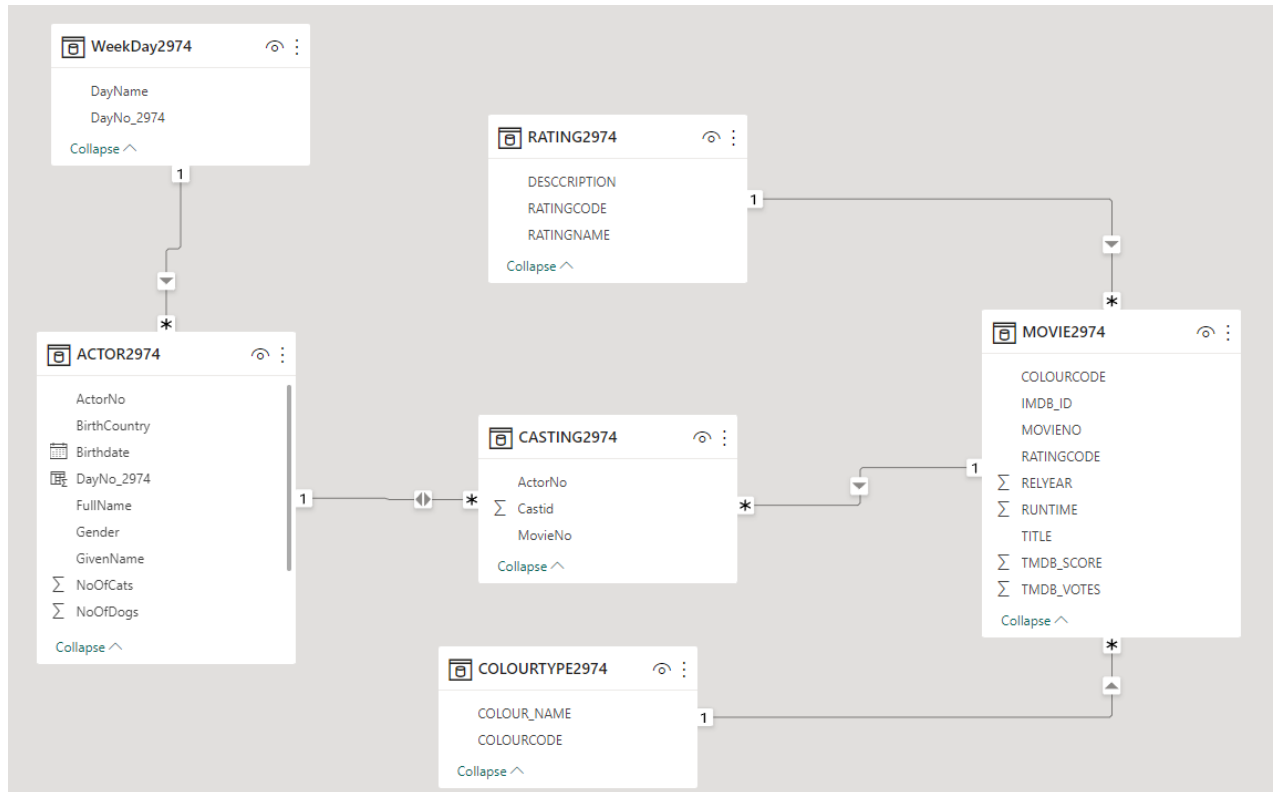 WeekDay2974
DayName
DayNo_2974
Collapse
1
*
RATING2974
DESCCRIPTION
RATINGCODE
RATINGNAME
Collapse
1
*
ACTOR2974
ActorNo
BirthCountry
Birthdate
DayNo_2974
FullName
Gender
GivenName
∑ NoOfCats
∑ NoOfDogs
Collapse
1
*
CASTING2974
ActorNo
∑ Castid
MovieNo
Collapse
*
1
MOVIE2974
COLOURCODE
IMDB_ID
MOVIENO
RATINGCODE
∑ RELYEAR
∑ RUNTIME
TITLE
∑ TMDB_SCORE
∑ TMDB_VOTES
Collapse
*
COLOURTYPE2974
COLOUR_NAME
COLOURCODE
Collapse
1